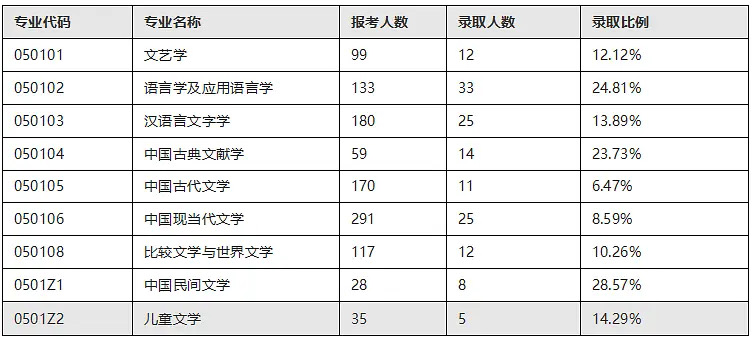 专业代码 专业名称 报考人数 录取人数 录取比例
050101 文艺学 99 12 12.12%
050102 语言学及应用语言学 133 33 24.81%
050103 汉语言文字学 180 25 13.89%
050104 中国古典文献学 59 14 23.73%
050105 中国古代文学 170 11 6.47%
050106 中国现当代文学 291 25 8.59%
050108 比较文学与世界文学 117 12 10.26%
0501Z1 中国民间文学 28 8 28.57%
0501Z2 儿童文学 35 5 14.29%